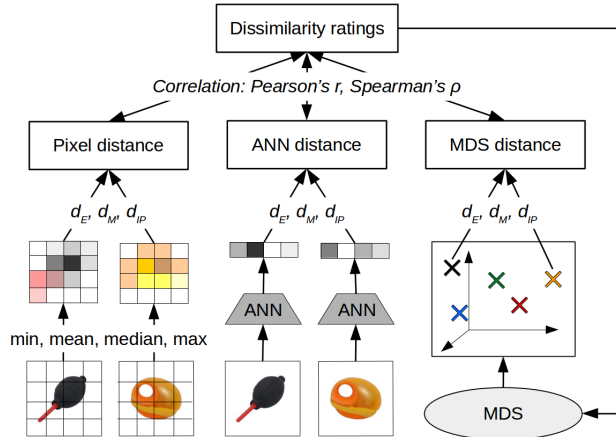 Dissimilarity ratings
Correlation: Pearson's r, Spearman's ρ
Pixel distance
ANN distance
MDS distance
d_E, d_M, d_IP
d_E, d_M, d_IP
d_E, d_M, d_IP
ANN
ANN
min, mean, median, max
MDS